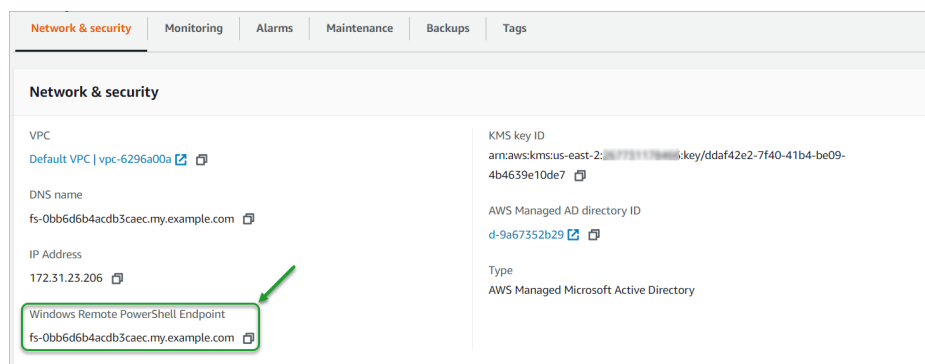 Network & security
Monitoring
Alarms
Maintenance
Backups
Tags
Network & security
VPC
Default VPC | vpc-6296a00a
DNS name
fs-0bb6d6b4acdb3caec.my.example.com
IP Address
172.31.23.206
Windows Remote PowerShell Endpoint
fs-0bb6d6b4acdb3caec.my.example.com
KMS key ID
arn:aws:kms:us-east-2: :key/ddaf42e2-7f40-41b4-be09-
4b4639e10de7
AWS Managed AD directory ID
d-9a67352b29
Type
AWS Managed Microsoft Active Directory